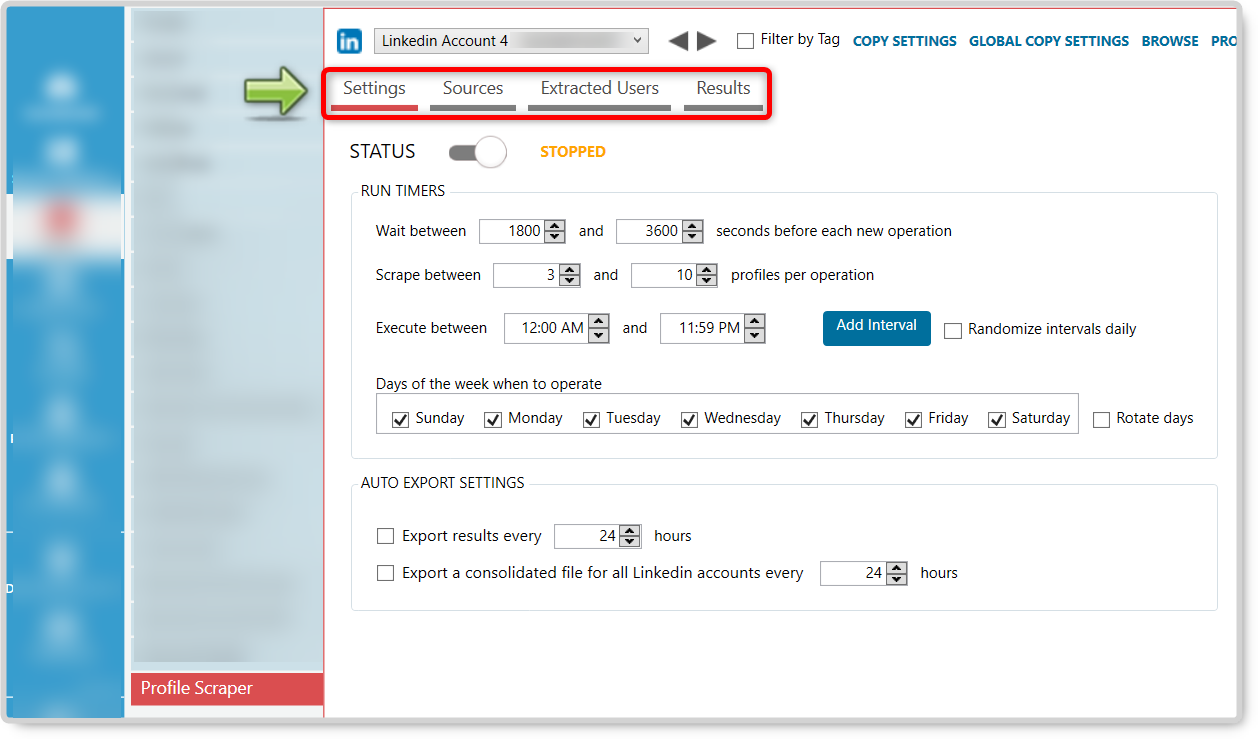 in Linkedin Account 4 Filter by Tag COPY SETTINGS GLOBAL COPY SETTINGS BROWSE PRO
Settings Sources Extracted Users Results
STATUS STOPPED
RUN TIMERS
Wait between 1800 and 3600 seconds before each new operation
Scrape between 3 and 10 profiles per operation
Execute between 12:00 AM and 11:59 PM Add Interval Randomize intervals daily
Days of the week when to operate
Sunday Monday Tuesday Wednesday Thursday Friday Saturday Rotate days
AUTO EXPORT SETTINGS
Export results every 24 hours
Export a consolidated file for all Linkedin accounts every 24 hours
Profile Scraper